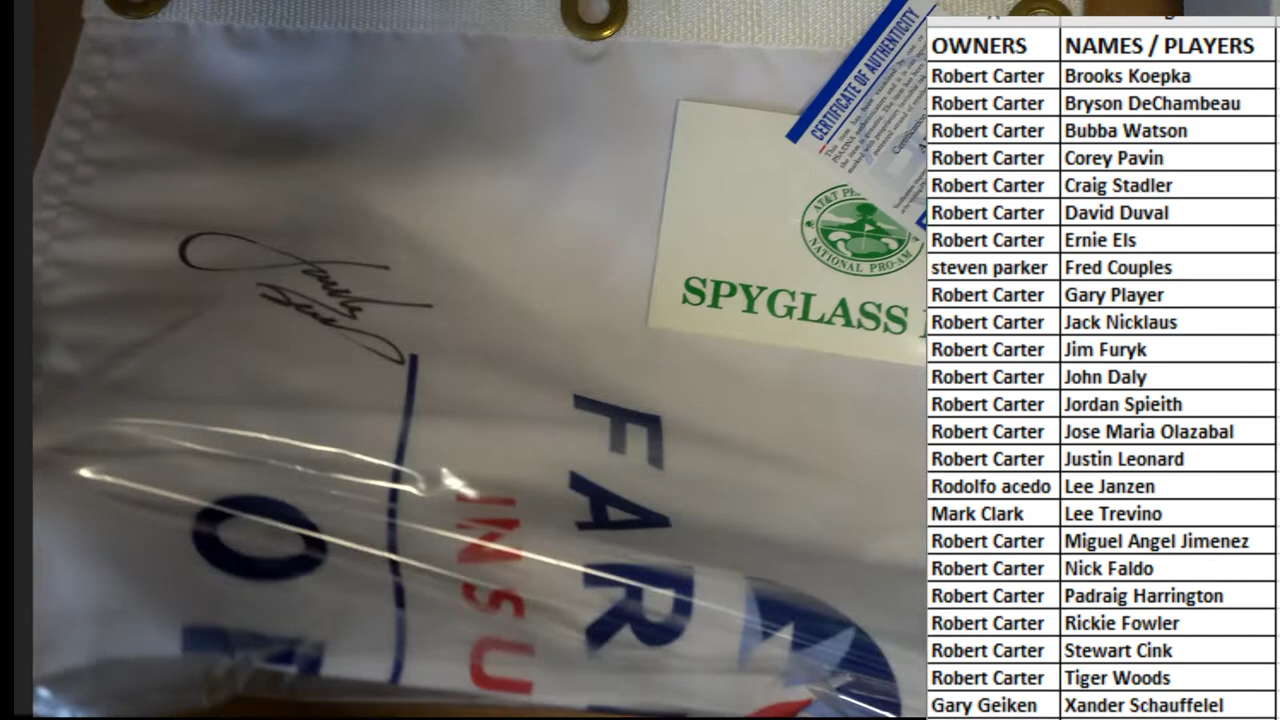 CERTIFICATE OF AUTHENTICITY
AT&T
NATIONAL PRO-AM
SPYGLASS
FAR
INSU
O
OWNERS NAMES / PLAYERS
Robert Carter Brooks Koepka
Robert Carter Bryson DeChambeau
Robert Carter Bubba Watson
Robert Carter Corey Pavin
Robert Carter Craig Stadler
Robert Carter David Duval
Robert Carter Ernie Els
steven parker Fred Couples
Robert Carter Gary Player
Robert Carter Jack Nicklaus
Robert Carter Jim Furyk
Robert Carter John Daly
Robert Carter Jordan Spieith
Robert Carter Jose Maria Olazabal
Robert Carter Justin Leonard
Rodolfo acedo Lee Janzen
Mark Clark Lee Trevino
Robert Carter Miguel Angel Jimenez
Robert Carter Nick Faldo
Robert Carter Padraig Harrington
Robert Carter Rickie Fowler
Robert Carter Stewart Cink
Robert Carter Tiger Woods
Gary Geiken Xander Schauffelel